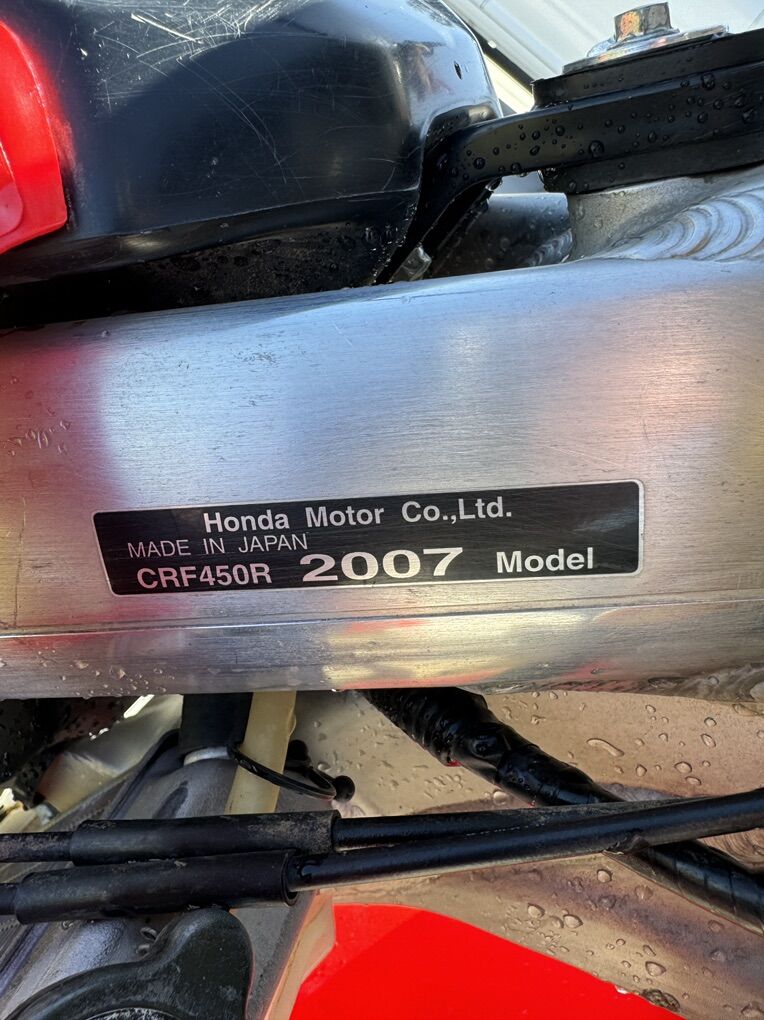 Honda Motor Co.,Ltd.
MADE IN JAPAN
CRF450R 2007 Model